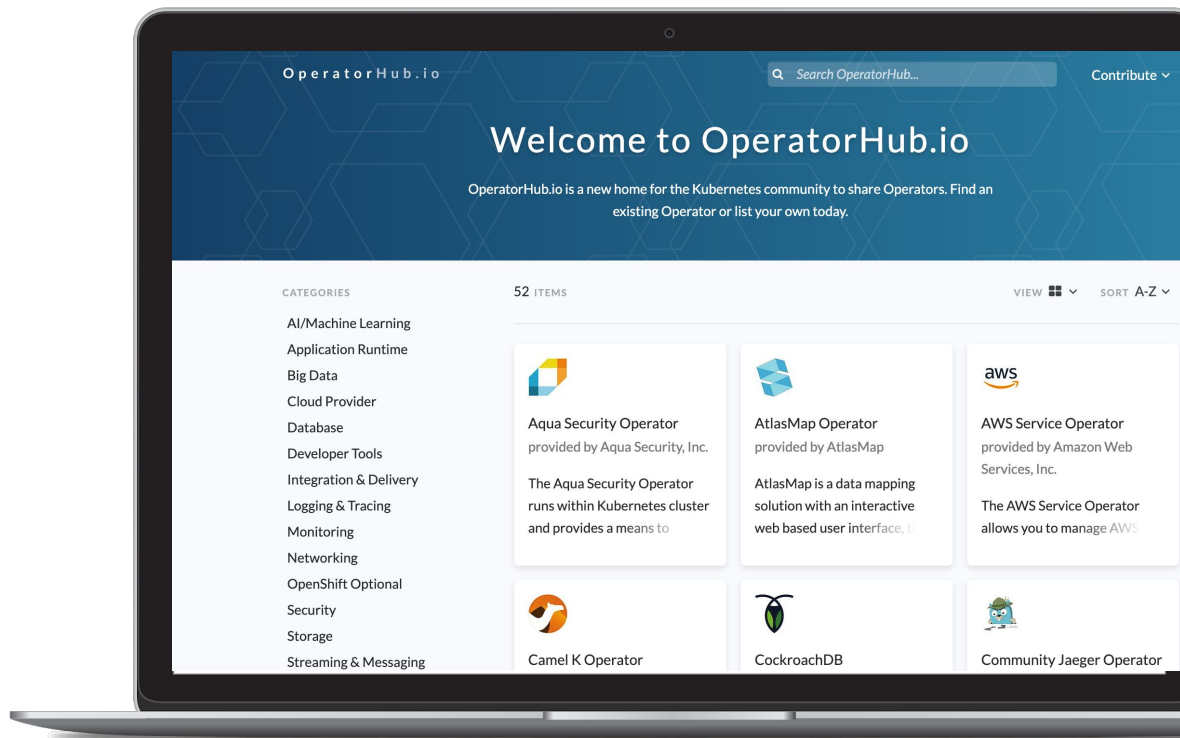 OperatorHub.io
Search OperatorHub...
Contribute
Welcome to OperatorHub.io
OperatorHub.io is a new home for the Kubernetes community to share Operators. Find an
existing Operator or list your own today.
CATEGORIES
AI/Machine Learning
Application Runtime
Big Data
Cloud Provider
Database
Developer Tools
Integration & Delivery
Logging & Tracing
Monitoring
Networking
OpenShift Optional
Security
Storage
Streaming & Messaging
52 ITEMS
VIEW
SORT A-Z
Aqua Security Operator
provided by Aqua Security, Inc.
The Aqua Security Operator
runs within Kubernetes cluster
and provides a means to
AtlasMap Operator
provided by AtlasMap
AtlasMap is a data mapping
solution with an interactive
web based user interface,
aws
AWS Service Operator
provided by Amazon Web
Services, Inc.
The AWS Service Operator
allows you to manage AWS
Camel K Operator
CockroachDB
Community Jaeger Operator